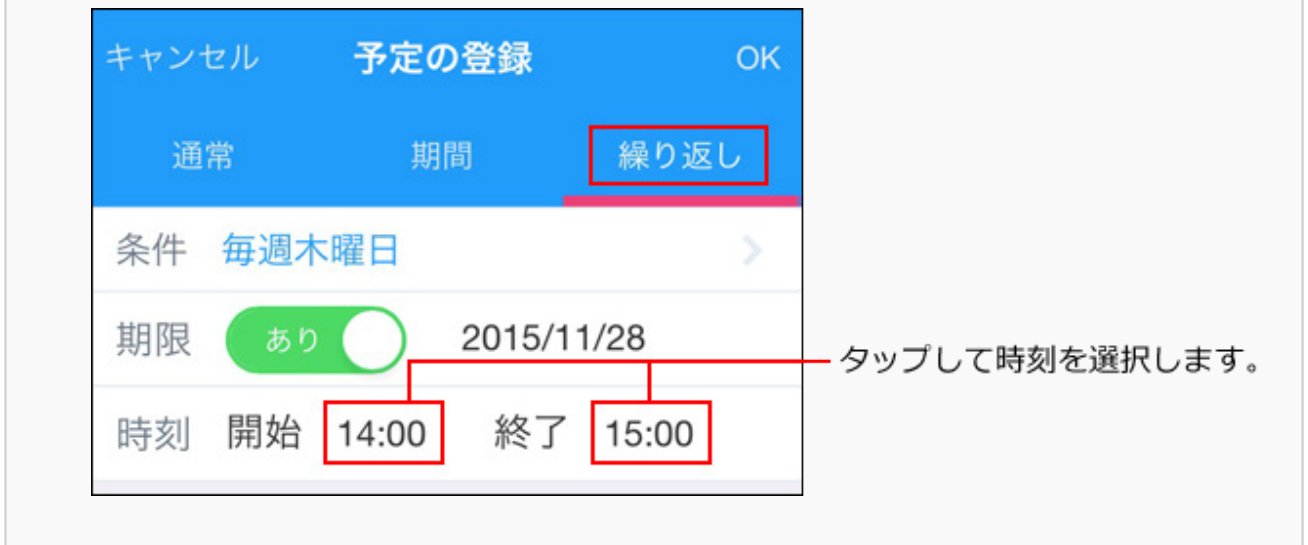 キャンセル 予定の登録 OK
通常 期間 繰り返し
条件 毎週木曜日
期限 あり 2015/11/28
タップして時刻を選択します。
時刻 開始 14:00 終了 15:00